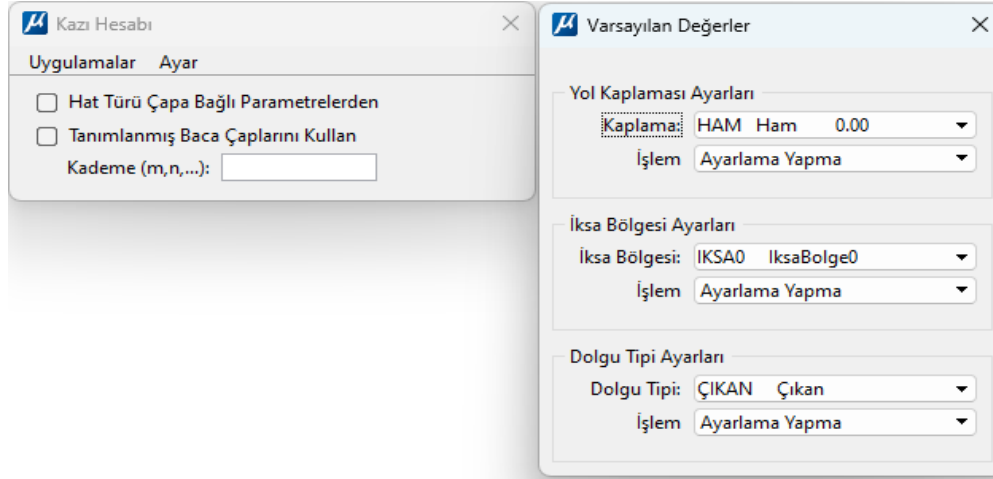 Kazı Hesabı
Uygulamalar Ayar
Hat Türü Çapa Bağlı Parametrelerden
Tanımlanmış Baca Çaplarını Kullan
Kademe (m,n,...):
Varsayılan Değerler
Yol Kaplaması Ayarları
Kaplama: HAM Ham 0.00
İşlem Ayarlama Yapma
İksa Bölgesi Ayarları
İksa Bölgesi: IKSA0 IksaBolge0
İşlem Ayarlama Yapma
Dolgu Tipi Ayarları
Dolgu Tipi: ÇIKAN Çıkan
İşlem Ayarlama Yapma